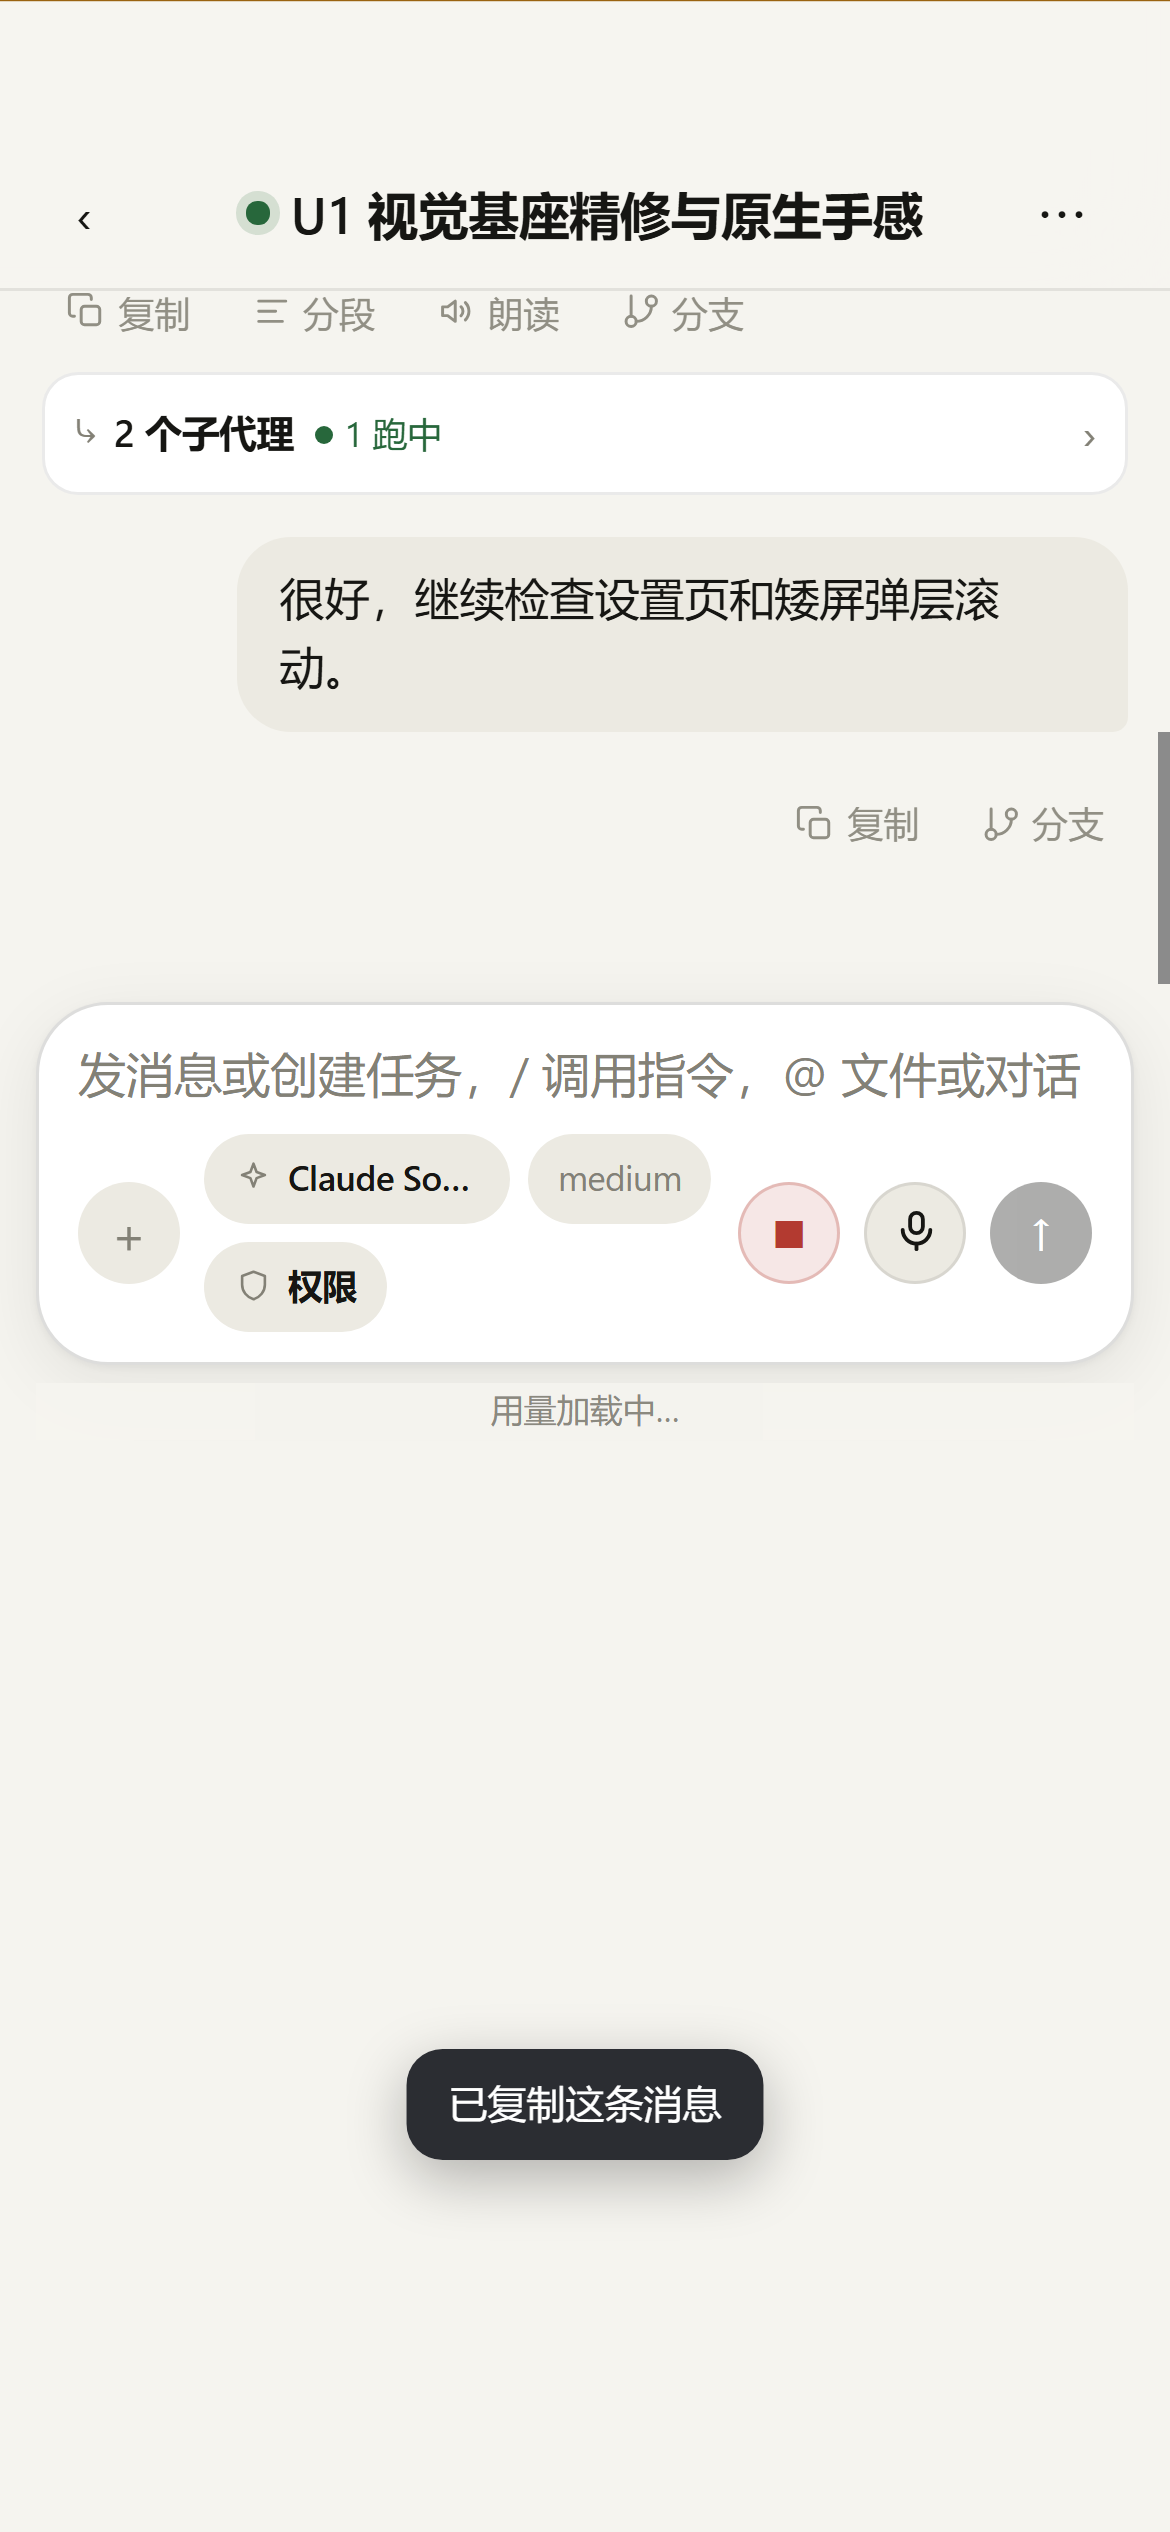 U1 视觉基座精修与原生手感
复制 分段 朗读 分支
2 个子代理 1 跑中
很好，继续检查设置页和矮屏弹层滚
动。
复制 分支
发消息或创建任务，/ 调用指令，@ 文件或对话
Claude So... medium
权限
用量加载中...
已复制这条消息